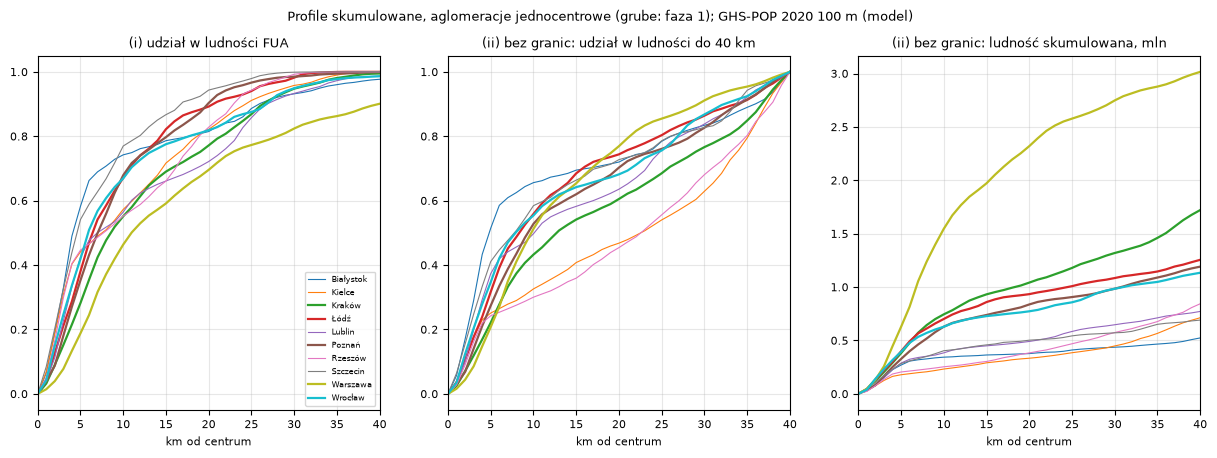 Profile skumulowane, aglomeracje jednocentrowe (grube: faza 1); GHS-POP 2020 100 m (model)
(i) udział w ludności FUA
1.0
0.8
0.6
0.4
0.2
0.0
0 5 10 15 20 25 30 35 40
km od centrum
Białystok
Kielce
Kraków
Łódź
Lublin
Poznań
Rzeszów
Szczecin
Warszawa
Wrocław
(ii) bez granic: udział w ludności do 40 km
1.0
0.8
0.6
0.4
0.2
0.0
0 5 10 15 20 25 30 35 40
km od centrum
(ii) bez granic: ludność skumulowana, mln
3.0
2.5
2.0
1.5
1.0
0.5
0.0
0 5 10 15 20 25 30 35 40
km od centrum